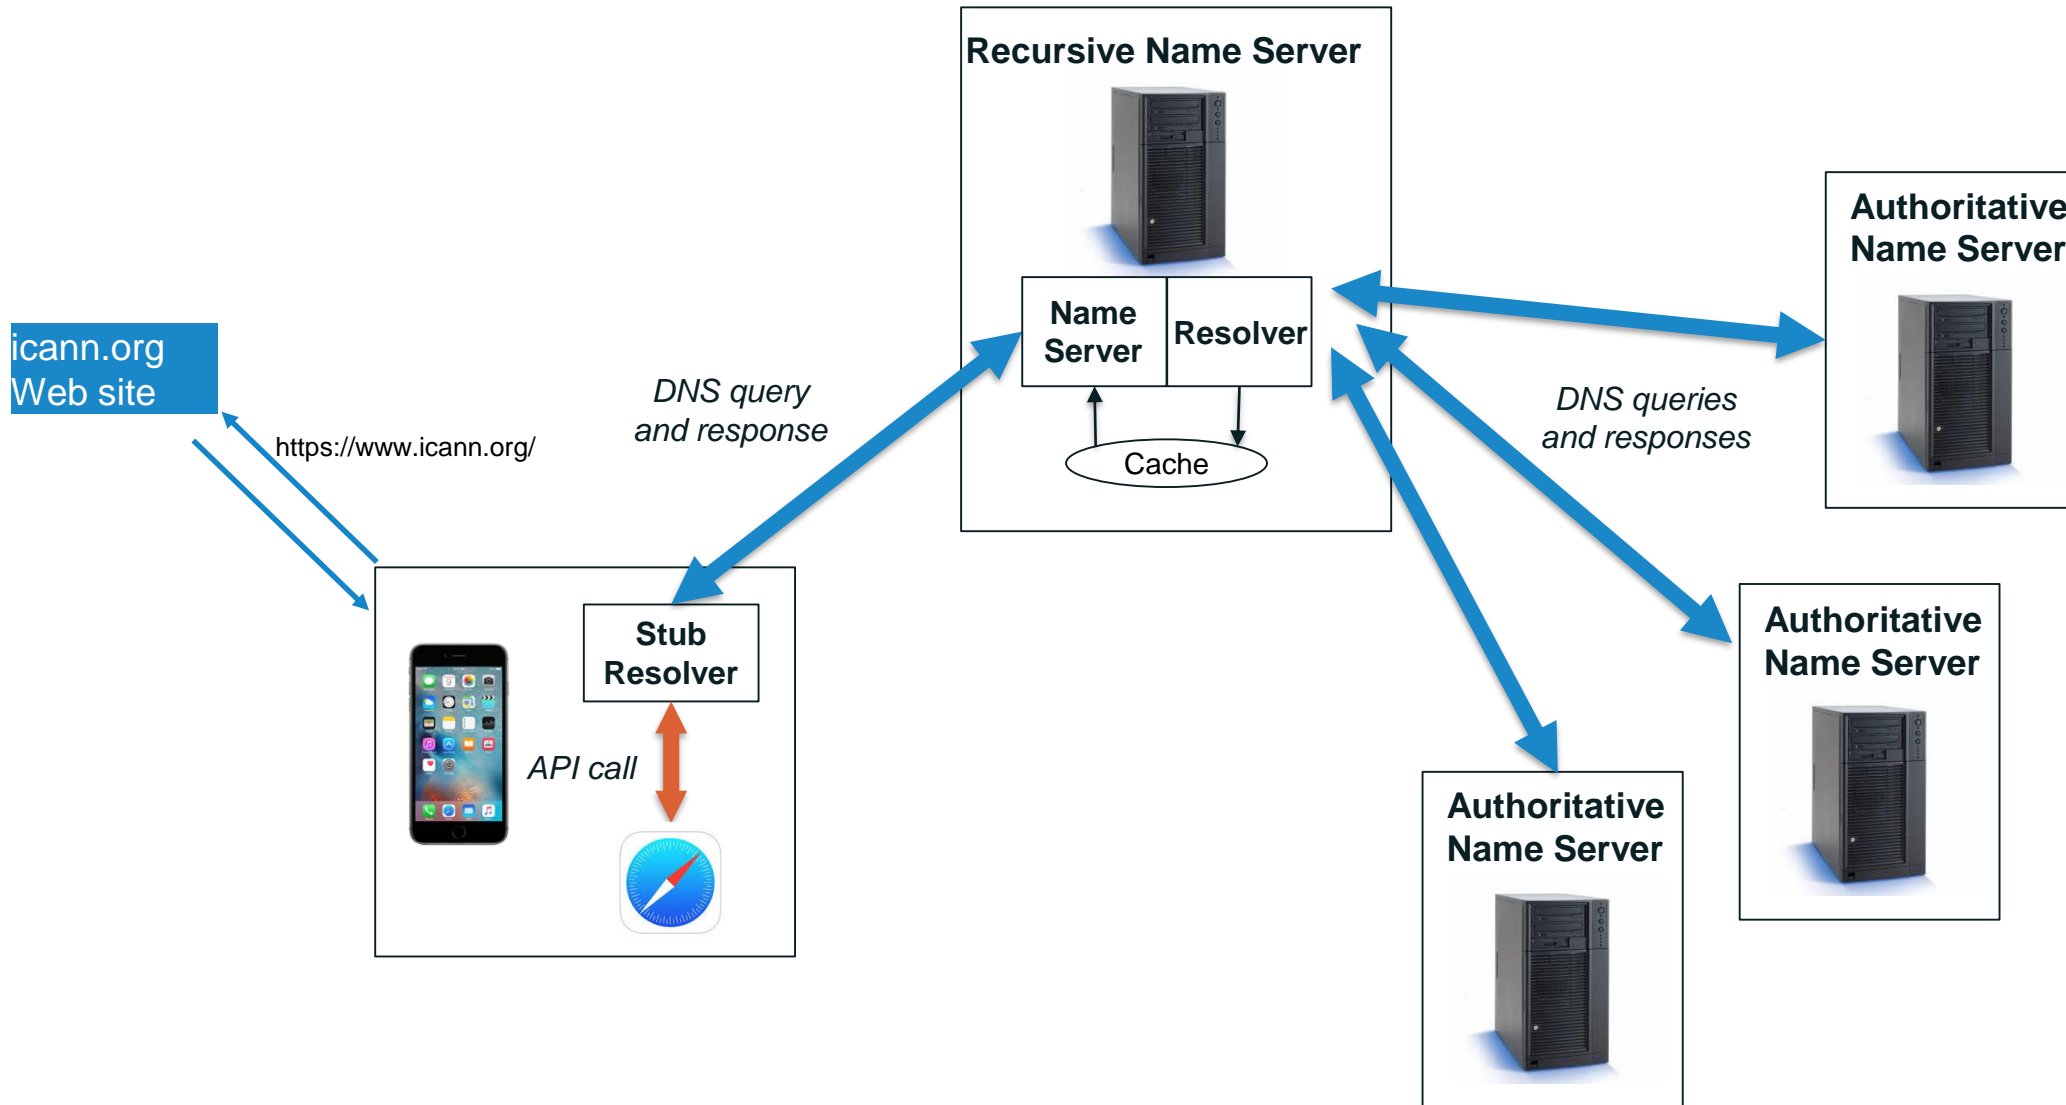 Recursive Name Server
Name
Server
Resolver
Cache
icann.org
Web site
https://www.icann.org/
DNS query
and response
Stub
Resolver
API call
DNS queries
and responses
Authoritative
Name Server
Authoritative
Name Server
Authoritative
Name Server